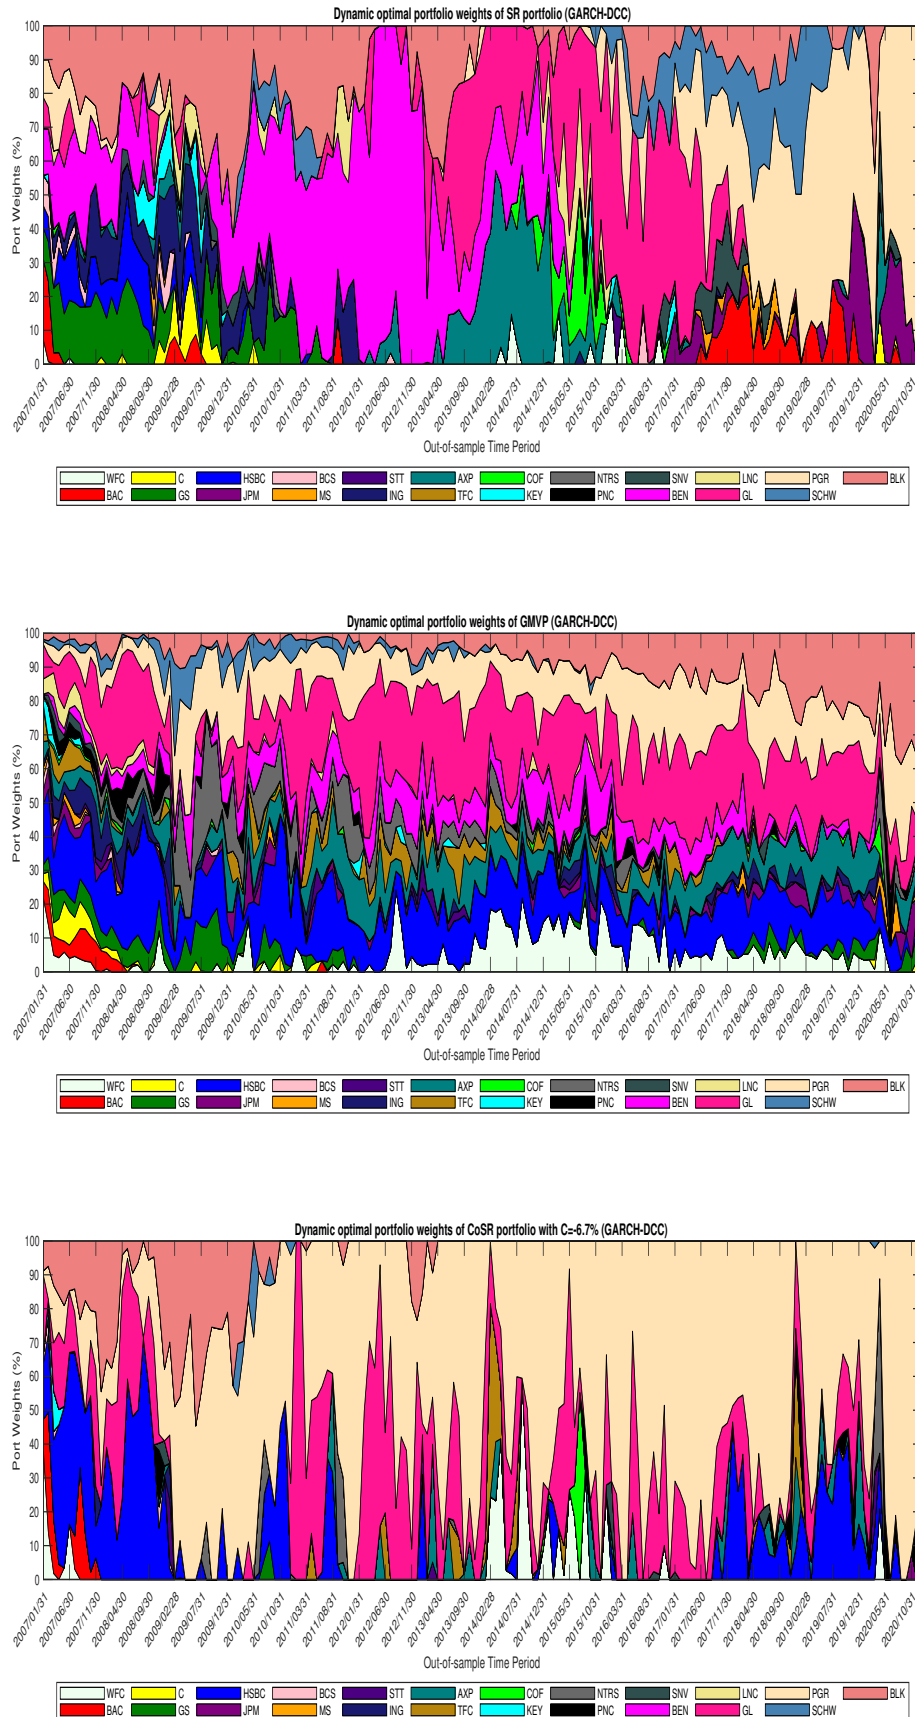 Dynamic optimal portfolio weights of SR portfolio (GARCH-DCC)
100
90
80
70
60
50
40
30
20
10
0
Port Weights (%)
2007/01/31 2007/06/30 2007/11/30 2008/04/30 2008/09/30 2009/02/28 2009/07/31 2009/12/31 2010/05/31 2010/10/31 2011/03/31 2011/08/31 2012/01/31 2012/06/30 2012/11/30 2013/04/30 2013/09/30 2014/02/28 2014/07/31 2014/12/31 2015/05/31 2015/10/31 2016/03/31 2016/08/31 2017/01/31 2017/06/30 2017/11/30 2018/04/30 2018/09/30 2019/02/28 2019/07/31 2019/12/31 2020/05/31 2020/10/31
Out-of-sample Time Period
WFC C HSBC BCS STT AXP COF NTRS SNV LNC PGR BLK
BAC GS JPM MS ING TFC KEY PNC BEN GL SCHW
Dynamic optimal portfolio weights of GMVP (GARCH-DCC)
100
90
80
70
60
50
40
30
20
10
0
Port Weights (%)
2007/01/31 2007/06/30 2007/11/30 2008/04/30 2008/09/30 2009/02/28 2009/07/31 2009/12/31 2010/05/31 2010/10/31 2011/03/31 2011/08/31 2012/01/31 2012/06/30 2012/11/30 2013/04/30 2013/09/30 2014/02/28 2014/07/31 2014/12/31 2015/05/31 2015/10/31 2016/03/31 2016/08/31 2017/01/31 2017/06/30 2017/11/30 2018/04/30 2018/09/30 2019/02/28 2019/07/31 2019/12/31 2020/05/31 2020/10/31
Out-of-sample Time Period
WFC C HSBC BCS STT AXP COF NTRS SNV LNC PGR BLK
BAC GS JPM MS ING TFC KEY PNC BEN GL SCHW
Dynamic optimal portfolio weights of CoSR portfolio with C=-6.7% (GARCH-DCC)
100
90
80
70
60
50
40
30
20
10
0
Port Weights (%)
2007/01/31 2007/06/30 2007/11/30 2008/04/30 2008/09/30 2009/02/28 2009/07/31 2009/12/31 2010/05/31 2010/10/31 2011/03/31 2011/08/31 2012/01/31 2012/06/30 2012/11/30 2013/04/30 2013/09/30 2014/02/28 2014/07/31 2014/12/31 2015/05/31 2015/10/31 2016/03/31 2016/08/31 2017/01/31 2017/06/30 2017/11/30 2018/04/30 2018/09/30 2019/02/28 2019/07/31 2019/12/31 2020/05/31 2020/10/31
Out-of-sample Time Period
WFC C HSBC BCS STT AXP COF NTRS SNV LNC PGR BLK
BAC GS JPM MS ING TFC KEY PNC BEN GL SCHW